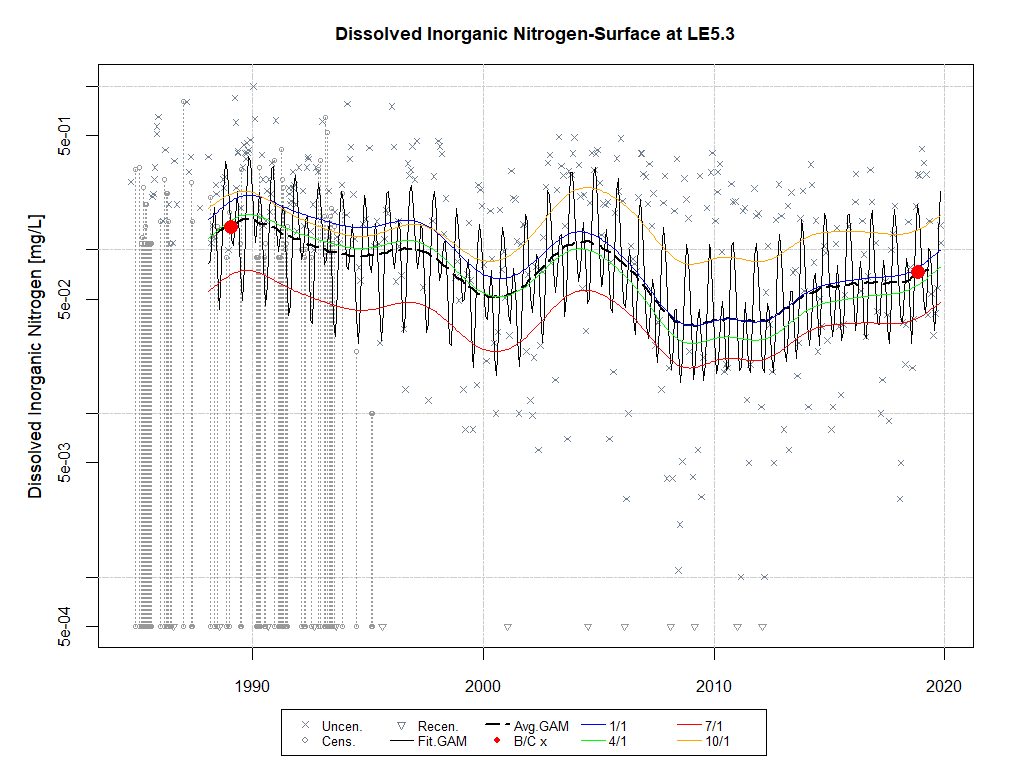 Dissolved Inorganic Nitrogen-Surface at LE5.3
Dissolved Inorganic Nitrogen [mg/L]
5e-01
5e-02
5e-03
5e-04
1990 2000 2010 2020
Uncen. Recen. Avg.GAM 1/1 7/1
Cens. Fit.GAM B/C x 4/1 10/1